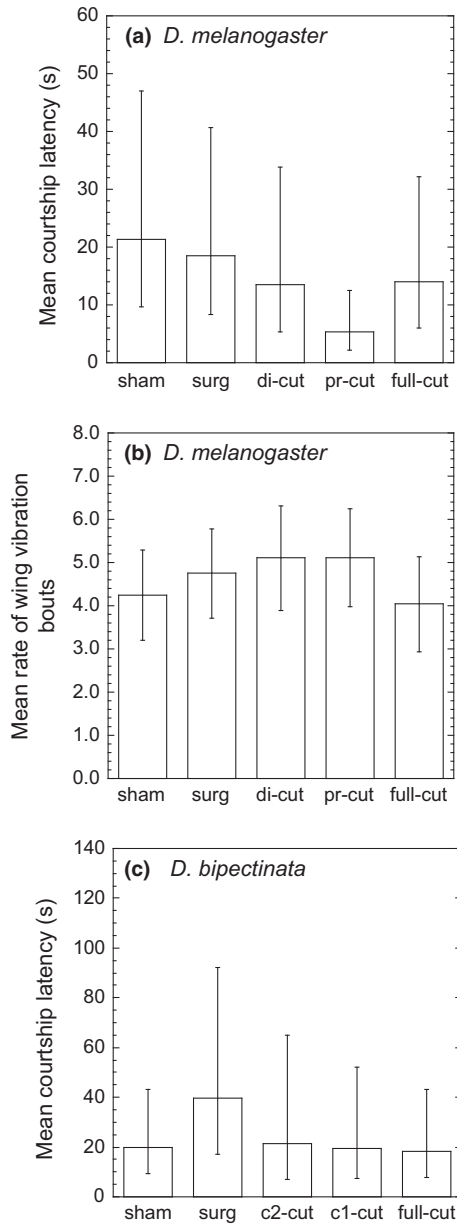 60
(a) D. melanogaster
50
40
30
20
10
0
Mean courtship latency (s)
sham surg di-cut pr-cut full-cut
8.0
(b) D. melanogaster
7.0
6.0
5.0
4.0
3.0
2.0
1.0
0.0
Mean rate of wing vibration
bouts
sham surg di-cut pr-cut full-cut
140
(c) D. bipectinata
120
100
80
60
40
20
0
Mean courtship latency (s)
sham surg c2-cut c1-cut full-cut